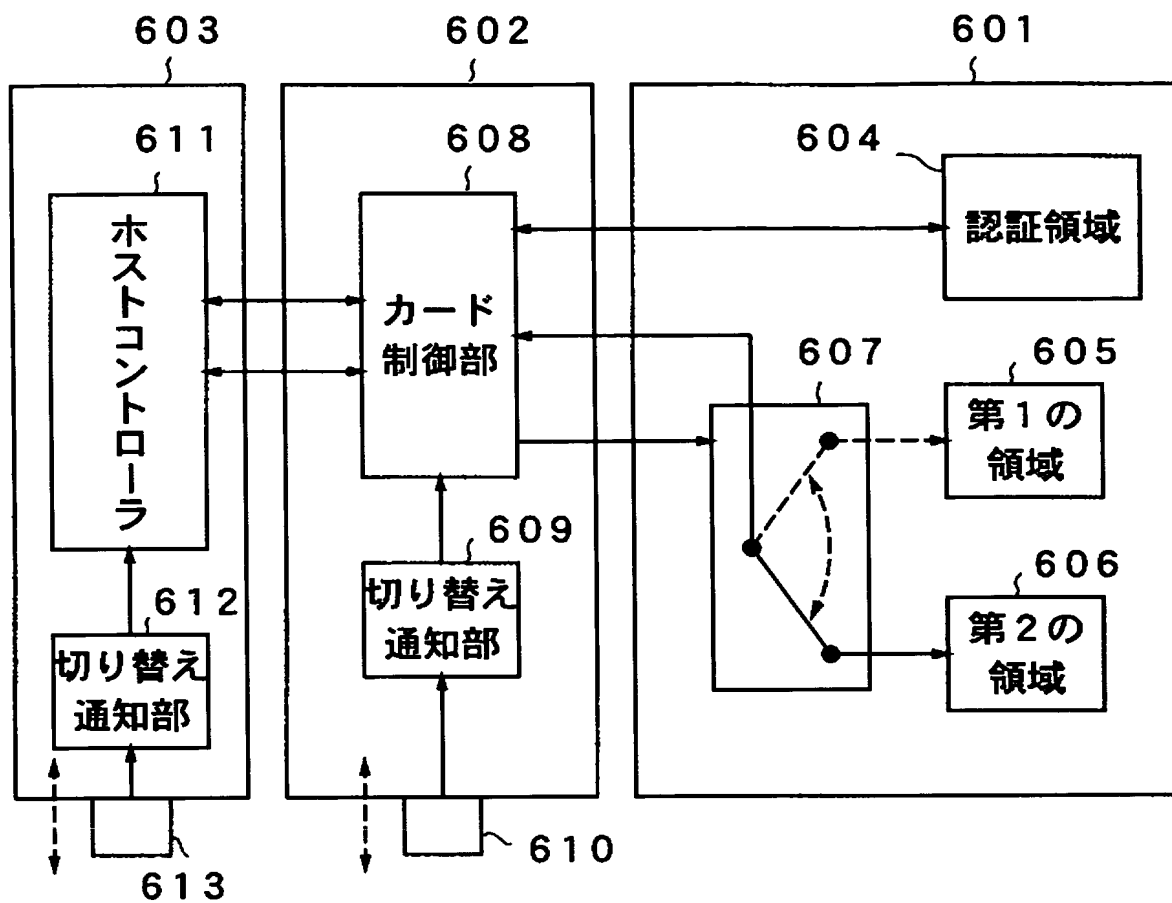 603
602
601
611
608
604
ホストコントローラ
カード
制御部
認証領域
607
605
第1の
領域
609
606
612
切り替え
通知部
第2の
領域
切り替え
通知部
613
610